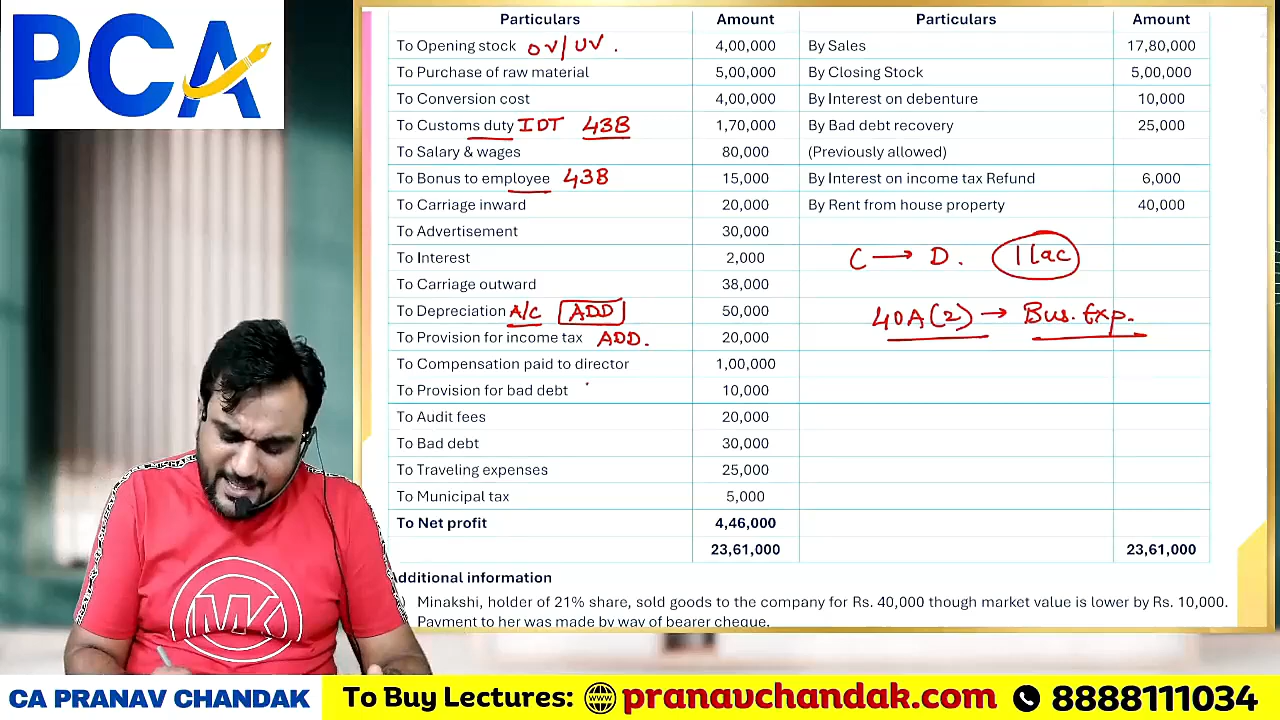 PCA
Particulars Amount Particulars Amount
To Opening stock OV/UV. 4,00,000 By Sales 17,80,000
To Purchase of raw material 5,00,000 By Closing Stock 5,00,000
To Conversion cost 4,00,000 By Interest on debenture 10,000
To Customs duty IDT 43B 1,70,000 By Bad debt recovery 25,000
To Salary & wages 80,000 (Previously allowed)
To Bonus to employee 43B 15,000 By Interest on income tax Refund 6,000
To Carriage inward 20,000 By Rent from house property 40,000
To Advertisement 30,000
To Interest 2,000 C → D. 1 lac
To Carriage outward 38,000
To Depreciation A/C ADD 50,000 40A(2) → Bus. Exp.
To Provision for income tax ADD. 20,000
To Compensation paid to director 1,00,000
To Provision for bad debt 10,000
To Audit fees 20,000
To Bad debt 30,000
To Traveling expenses 25,000
To Municipal tax 5,000
To Net profit 4,46,000
23,61,000 23,61,000
Additional information
Minakshi, holder of 21% share, sold goods to the company for Rs. 40,000 though market value is lower by Rs. 10,000.
Payment to her was made by way of bearer cheque.
MK
CA PRANAV CHANDAK To Buy Lectures: pranavchandak.com 8888111034